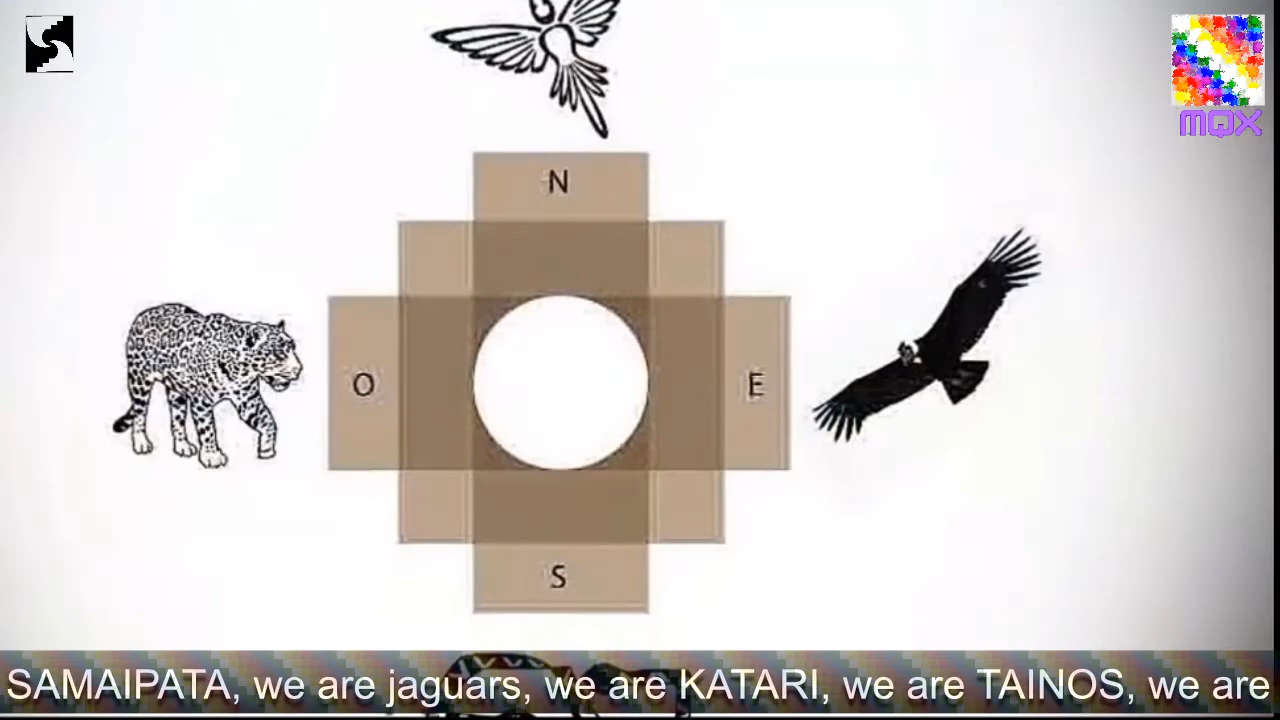 MQX
N
O
E
S
SAMAIPATA, we are jaguars, we are KATARI, we are TAINOS, we are